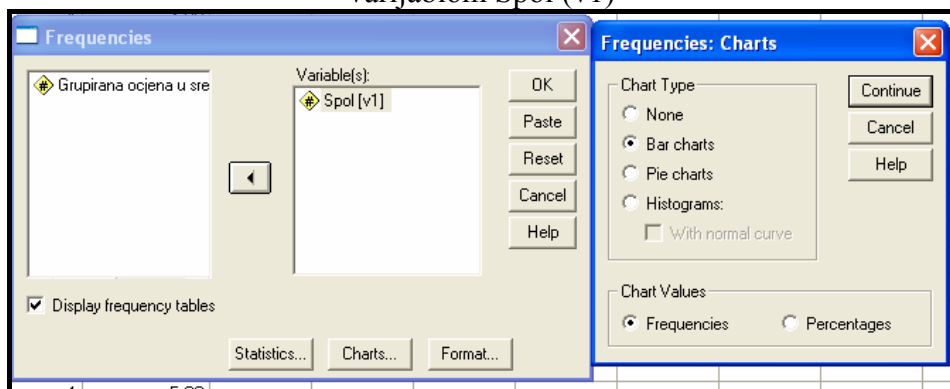 varijablom Spol (v1)
Frequencies
Grupirana ocjena u sre
Variable(s):
Spol [v1]
OK
Paste
Reset
Cancel
Help
Display frequency tables
Statistics...
Charts...
Format...
Frequencies: Charts
Chart Type
None
Bar charts
Pie charts
Histograms:
With normal curve
Continue
Cancel
Help
Chart Values
Frequencies
Percentages